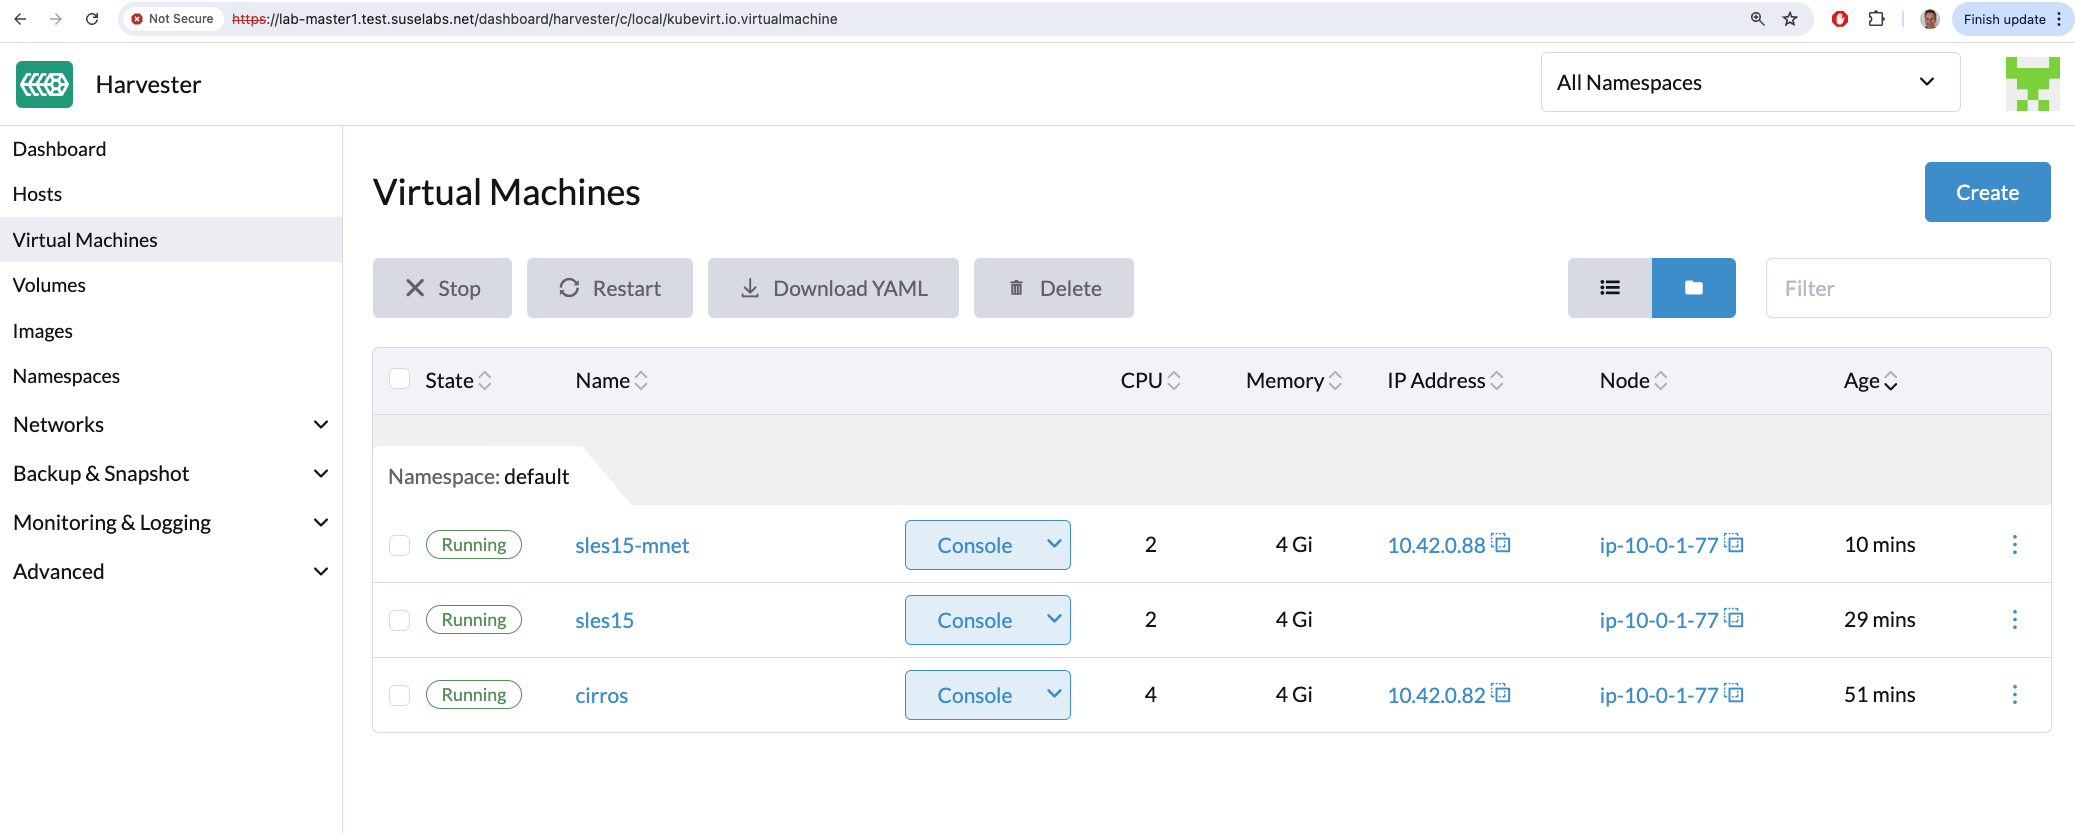 Not Secure https://lab-master1.test.suselabs.net/dashboard/harvester/c/local/kubevirt.io.virtualmachine Finish update
Harvester All Namespaces
Dashboard
Hosts
Virtual Machines
Volumes
Images
Namespaces
Networks
Backup & Snapshot
Monitoring & Logging
Advanced
Virtual Machines Create
Stop Restart Download YAML Delete Filter
State Name CPU Memory IP Address Node Age
Namespace: default
Running sles15-mnet Console 2 4 Gi 10.42.0.88 ip-10-0-1-77 10 mins
Running sles15 Console 2 4 Gi ip-10-0-1-77 29 mins
Running cirros Console 4 4 Gi 10.42.0.82 ip-10-0-1-77 51 mins